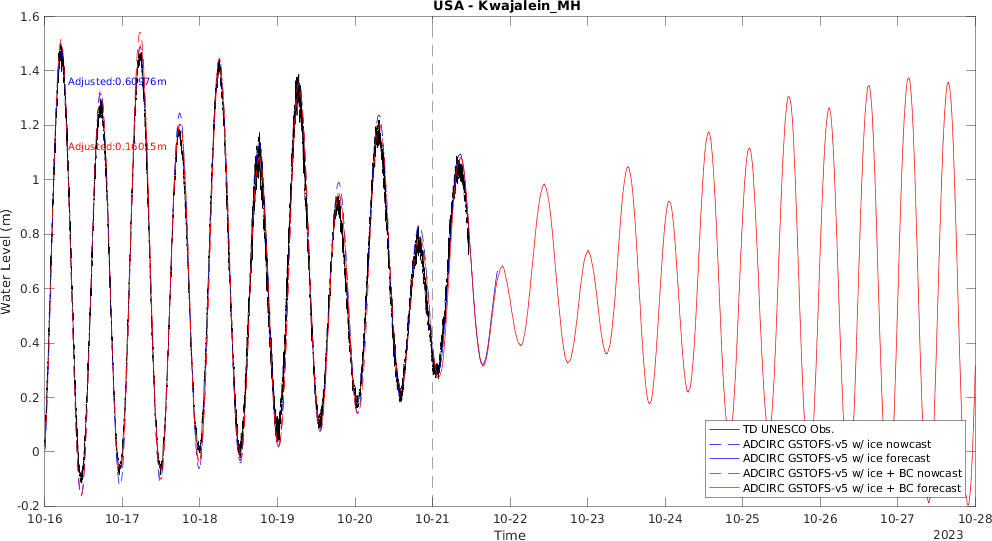 USA - Kwajalein_MH
1.6
1.4
1.2
1
0.8
0.6
0.4
0.2
0
-0.2
Water Level (m)
Adjusted:0.60976m
Adjusted:0.16015m
TD UNESCO Obs.
ADCIRC GSTOFS-v5 w/ ice nowcast
ADCIRC GSTOFS-v5 w/ ice forecast
ADCIRC GSTOFS-v5 w/ ice + BC nowcast
ADCIRC GSTOFS-v5 w/ ice + BC forecast
10-16 10-17 10-18 10-19 10-20 10-21 10-22 10-23 10-24 10-25 10-26 10-27 10-28
Time
2023